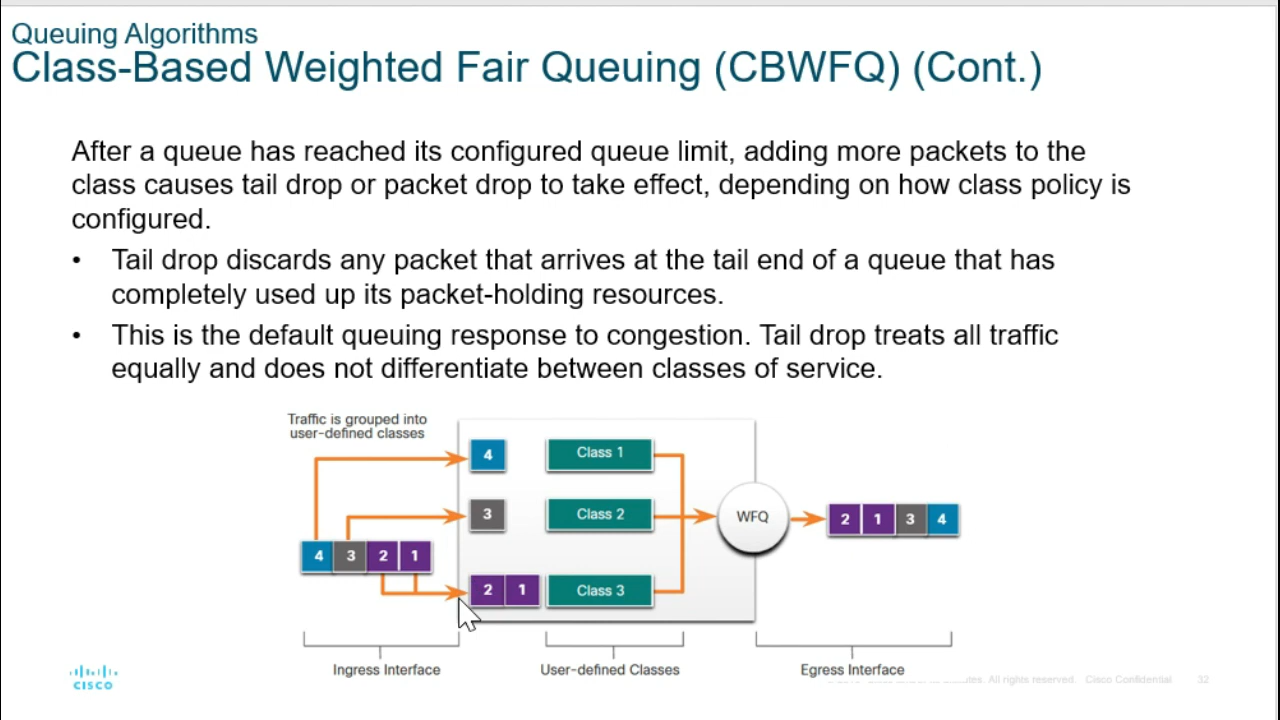 Queuing Algorithms
Class-Based Weighted Fair Queuing (CBWFQ) (Cont.)
After a queue has reached its configured queue limit, adding more packets to the
class causes tail drop or packet drop to take effect, depending on how class policy is
configured.
• Tail drop discards any packet that arrives at the tail end of a queue that has
completely used up its packet-holding resources.
• This is the default queuing response to congestion. Tail drop treats all traffic
equally and does not differentiate between classes of service.
Traffic is grouped into
user-defined classes
4 Class 1
3 Class 2
WFQ
2 1 3 4
4 3 2 1
2 1 Class 3
Ingress Interface
User-defined Classes
Egress Interface
CISCO
All rights reserved. Cisco Confidential 32